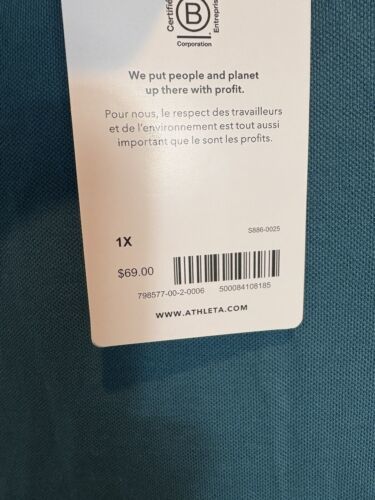 Certified
B
Entreprise
Corporation
We put people and planet
up there with profit.
Pour nous, le respect des travailleurs
et de l'environnement est tout aussi
important que le sont les profits.
S886-0025
1X
$69.00
798577-00-2-0006 500084108185
WWW.ATHLETA.COM